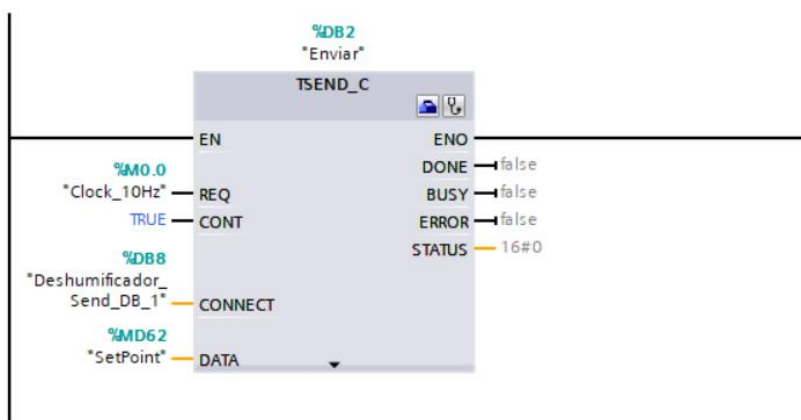 %DB2
"Enviar"
TSEND_C
EN ENO
%M0.0 DONE false
"Clock_10Hz" REQ BUSY false
TRUE CONT ERROR false
%DB8 STATUS 16#0
"Deshumificador_
Send_DB_1" CONNECT
%MD62
"SetPoint" DATA